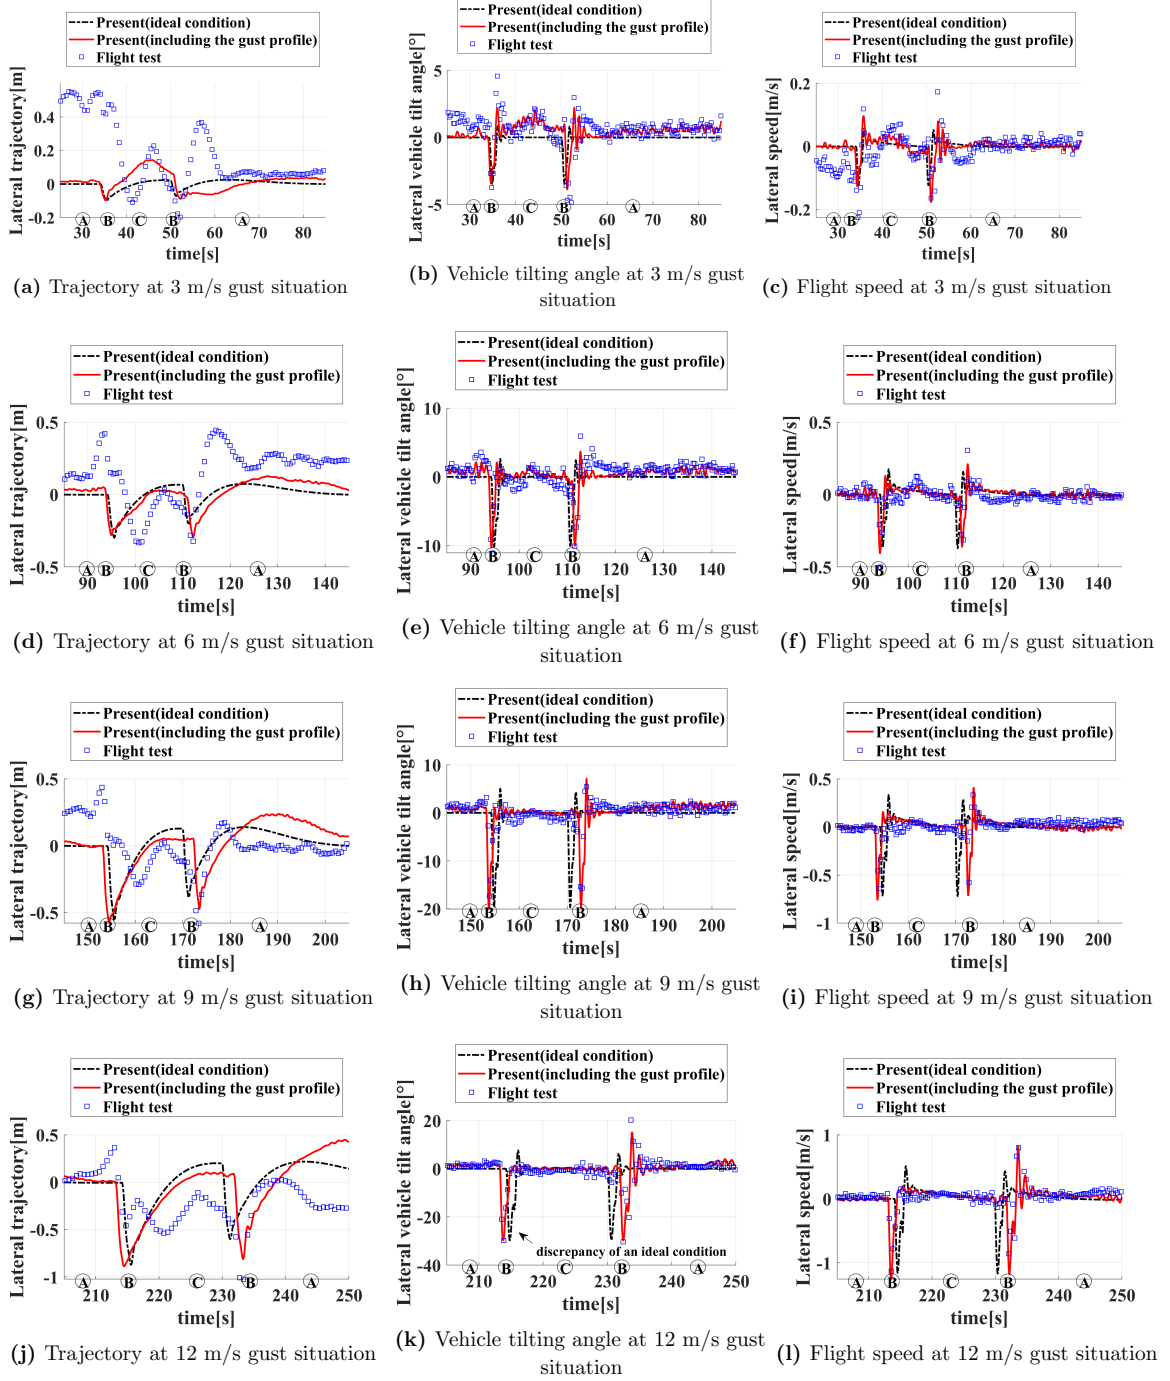 Present(ideal condition)
Present(including the gust profile)
Flight test
Lateral trajectory[m]
0.4
0.2
0
-0.2
A B C B A
30 40 50 60 70 80
time[s]
(a) Trajectory at 3 m/s gust situation
Present(ideal condition)
Present(including the gust profile)
Flight test
Lateral vehicle tilt angle[°]
5
0
-5
A B C B A
30 40 50 60 70 80
time[s]
(b) Vehicle tilting angle at 3 m/s gust
situation
Present(ideal condition)
Present(including the gust profile)
Flight test
Lateral speed[m/s]
0.2
0
-0.2
A B C B A
30 40 50 60 70 80
time[s]
(c) Flight speed at 3 m/s gust situation
Present(ideal condition)
Present(including the gust profile)
Flight test
Lateral trajectory[m]
0.5
0
-0.5
A B C B A
90 100 110 120 130 140
time[s]
(d) Trajectory at 6 m/s gust situation
Present(ideal condition)
Present(including the gust profile)
Flight test
Lateral vehicle tilt angle[°]
10
0
-10
A B C B A
90 100 110 120 130 140
time[s]
(e) Vehicle tilting angle at 6 m/s gust
situation
Present(ideal condition)
Present(including the gust profile)
Flight test
Lateral speed[m/s]
0.5
0
-0.5
A B C B A
90 100 110 120 130 140
time[s]
(f) Flight speed at 6 m/s gust situation
Present(ideal condition)
Present(including the gust profile)
Flight test
Lateral trajectory[m]
0.5
0
-0.5
A B C B A
150 160 170 180 190 200
time[s]
(g) Trajectory at 9 m/s gust situation
Present(ideal condition)
Present(including the gust profile)
Flight test
Lateral vehicle tilt angle[°]
10
0
-10
-20
A B C B A
150 160 170 180 190 200
time[s]
(h) Vehicle tilting angle at 9 m/s gust
situation
Present(ideal condition)
Present(including the gust profile)
Flight test
Lateral speed[m/s]
0.5
0
-0.5
-1
A B C B A
150 160 170 180 190 200
time[s]
(i) Flight speed at 9 m/s gust situation
Present(ideal condition)
Present(including the gust profile)
Flight test
Lateral trajectory[m]
0.5
0
-0.5
-1
A B C B A
210 220 230 240 250
time[s]
(j) Trajectory at 12 m/s gust situation
Present(ideal condition)
Present(including the gust profile)
Flight test
Lateral vehicle tilt angle[°]
20
0
-20
-40
discrepancy of an ideal condition
A B C B A
210 220 230 240 250
time[s]
(k) Vehicle tilting angle at 12 m/s gust
situation
Present(ideal condition)
Present(including the gust profile)
Flight test
Lateral speed[m/s]
1
0
-1
A B C B A
210 220 230 240 250
time[s]
(l) Flight speed at 12 m/s gust situation